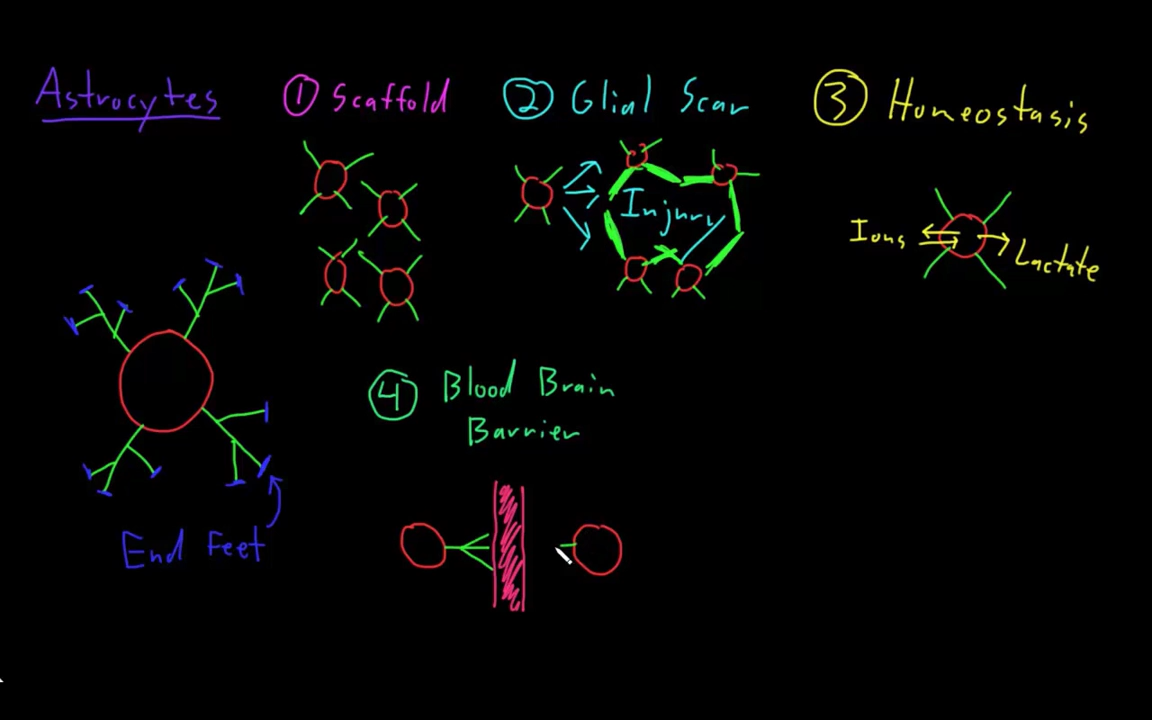 Astrocytes
① Scaffold
② Glial Scar
③ Homeostasis
Injury
Ions
Lactate
④ Blood Brain
Barrier
End Feet